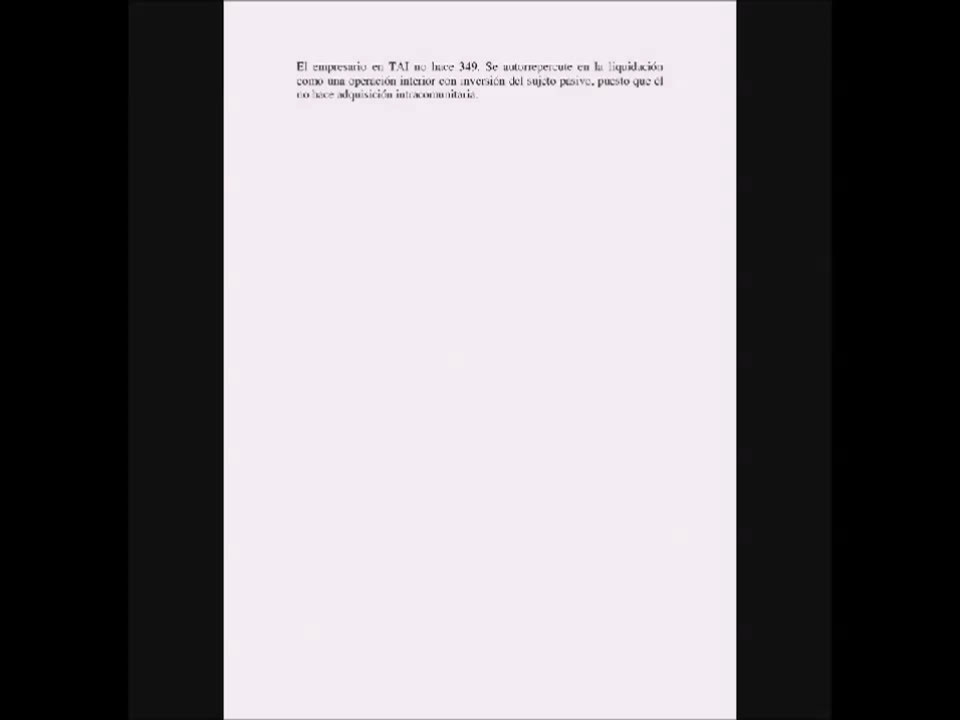 El empresario en TAI no hace 349. Se autorrepercute en la liquidación
como una operación interior con inversión del sujeto pasivo, puesto que él
no hace adquisición intracomunitaria.